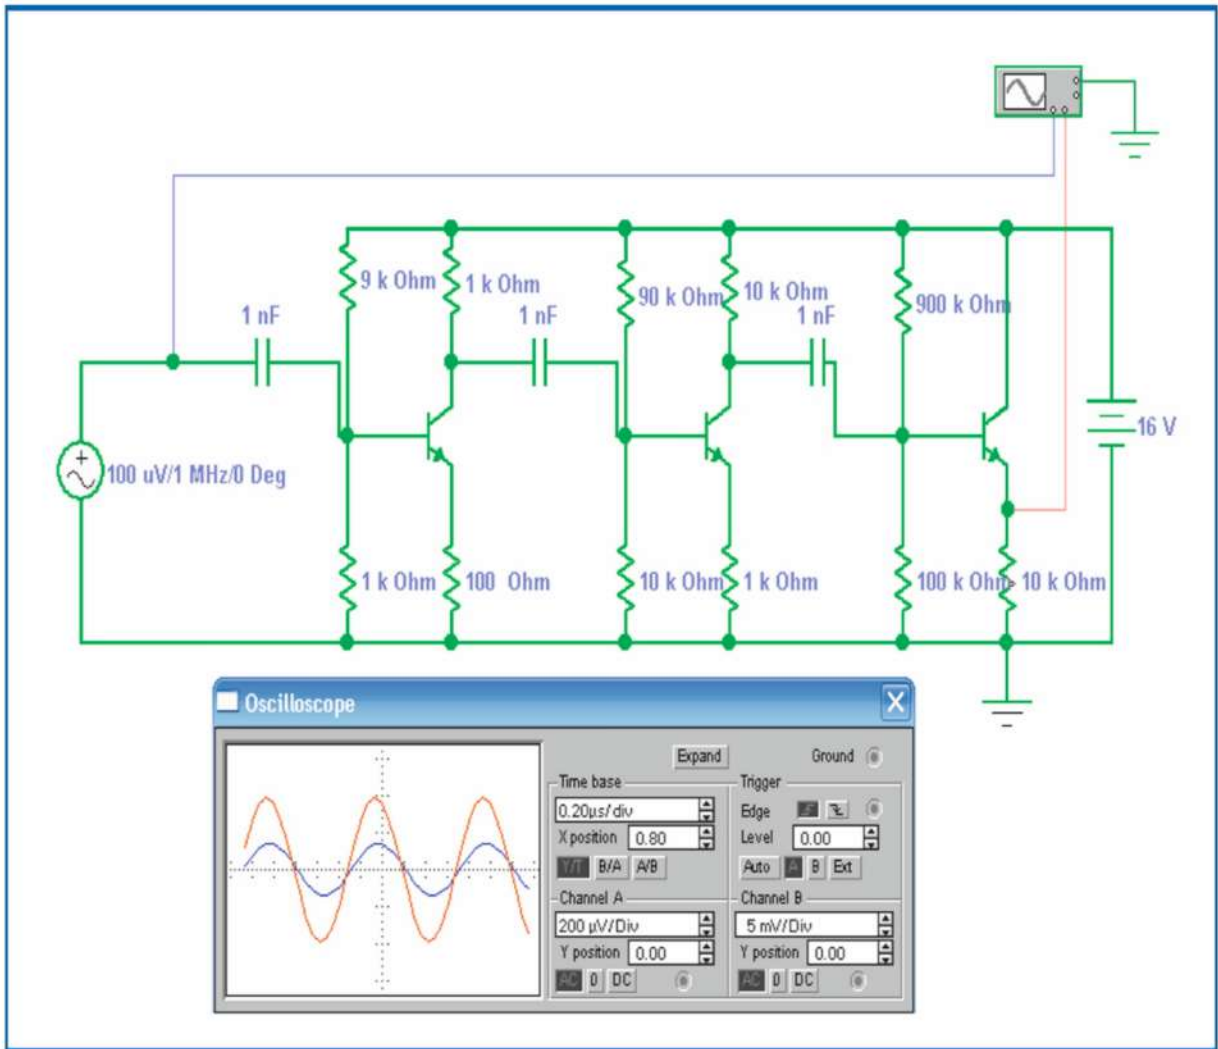 9 k Ohm
1 k Ohm
90 k Ohm
10 k Ohm
900 k Ohm
1 nF
1 nF
1 nF
16 V
100 uV/1 MHz/0 Deg
1 k Ohm
100 Ohm
10 k Ohm
1 k Ohm
100 k Ohm
10 k Ohm
Oscilloscope
Expand
Ground
Time base
Trigger
0.20µs/div
Edge
X position 0.80
Level 0.00
Y/T B/A A/B
Auto A B Ext
Channel A
Channel B
200 µV/Div
5 mV/Div
Y position 0.00
Y position 0.00
AC 0 DC
AC 0 DC